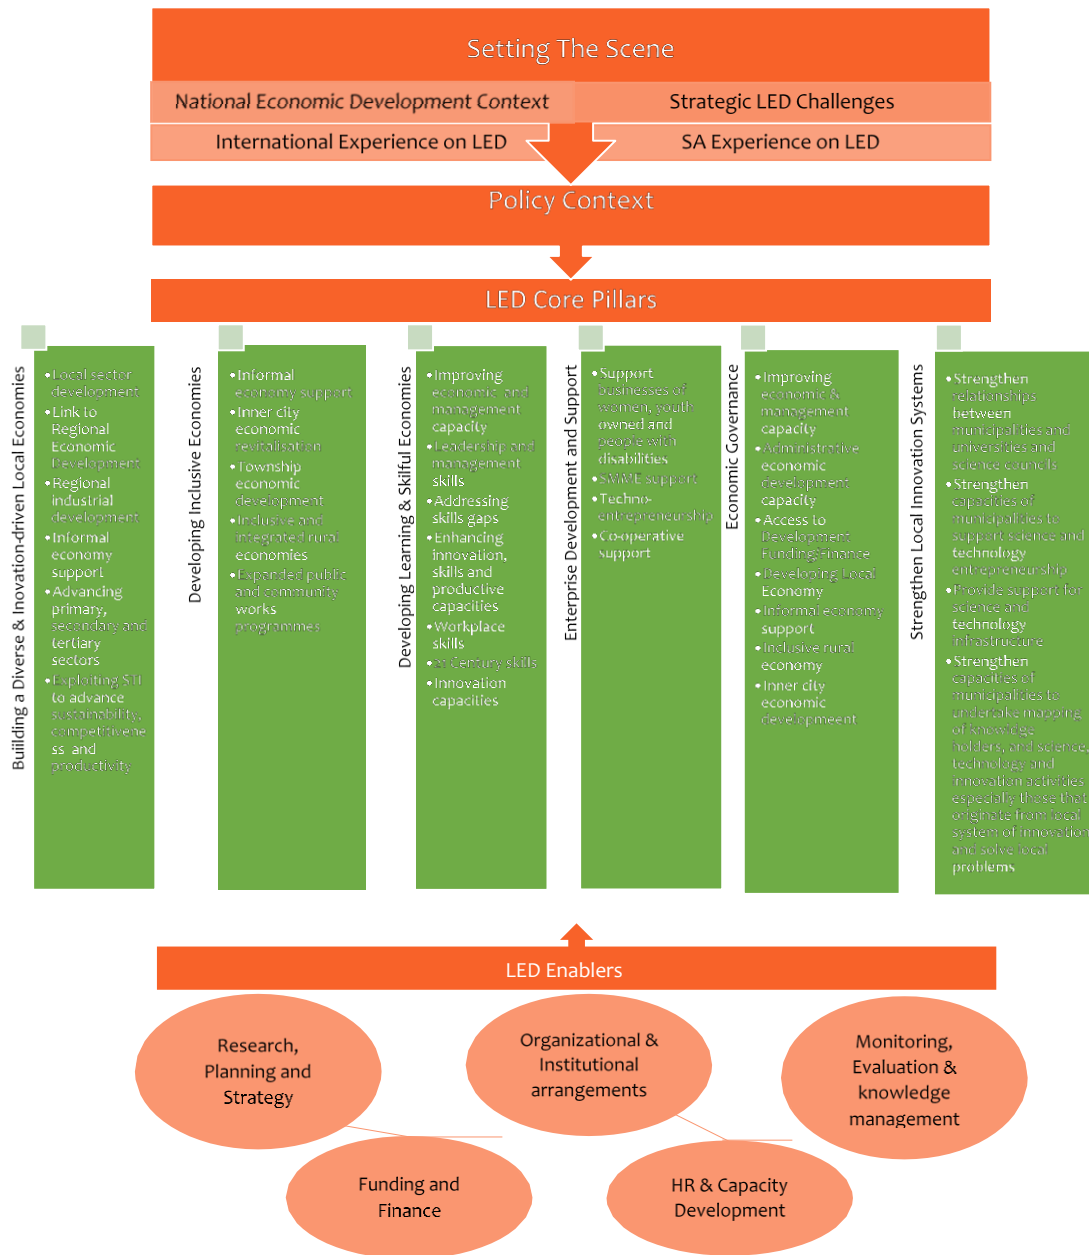 Setting The Scene
National Economic Development Context
Strategic LED Challenges
International Experience on LED
SA Experience on LED
Policy Context
LED Core Pillars
Building a Diverse & Inovation-driven Local Economies
•Local sector
development
•Link to
Regional
Economic
Development
•Regional
industrial
development
•Informal
economy
support
•Advancing
primary,
secondary and
tertiary
sectors
•Exploiting STI
to advance
sustainability,
competitivene
ss and
productivity
Developing Inclusive Economies
•Informal
economy support
•Inner city
economic
revitalisation
•Township
economic
development
•Inclusive and
integrated rural
economies
•Expanded public
and community
works
programmes
Developing Learning & Skilful Economies
•Improving
economic and
management
capacity
•Leadership and
management
skills
•Addressing
skills gaps
•Enhancing
innovation,
skills and
productive
capacities
•Workplace
skills
•21 Century skills
•Innovation
capacities
Enterprise Development and Support
•Support
businesses of
women, youth
owned and
people with
disabilities
•SMME support
•Techno-
entrepreneurship
•Co-operative
support
Economic Governance
•Improving
economic &
management
capacity
•Administrative
economic
development
capacity
•Access to
Development
Funding/Finance
•Developing Local
Economy
•Informal economy
support
•Inclusive rural
economy
•Inner city
economic
developmeent
Strengthen Local Innovation Systems
•Strengthen
relationships
between
municipalities and
universities and
science councils
•Strengthen
capacities of
municipalities to
support science and
technology
entrepreneurship
•Provide support for
science and
technology
infrastructure
•Strengthen
capacities of
municipalities to
undertake mapping
of knowledge
holders, and science,
technology and
innovation activities
especially those that
originate from local
system of innovation
and solve local
problems
LED Enablers
Research,
Planning and
Strategy
Organizational &
Institutional
arrangements
Monitoring,
Evaluation &
knowledge
management
Funding and
Finance
HR & Capacity
Development